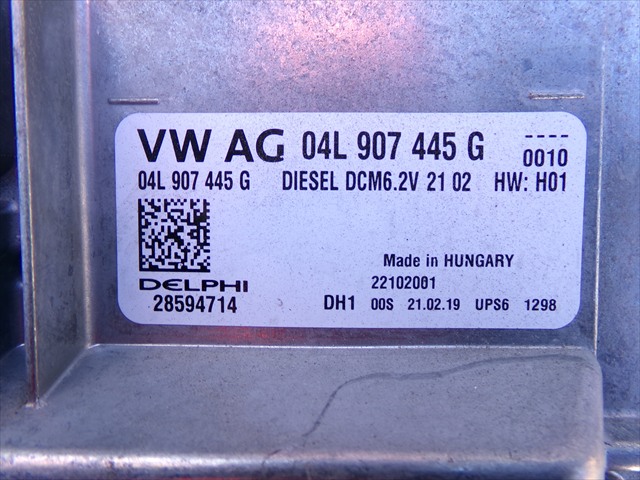 VW AG 04L 907 445 G ----
0010
04L 907 445 G DIESEL DCM6.2V 21 02 HW: H01
Made in HUNGARY
22102001
DELPHI
28594714 DH1 00S 21.02.19 UPS6 1298